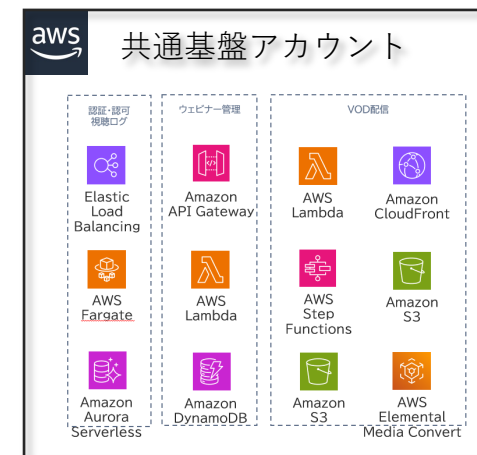 aws
共通基盤アカウント
認証・認可
視聴ログ
Elastic
Load
Balancing
AWS
Fargate
Amazon
Aurora
Serverless
ウェビナー管理
Amazon
API Gateway
AWS
Lambda
Amazon
DynamoDB
VOD配信
AWS
Lambda
Amazon
CloudFront
AWS
Step
Functions
Amazon
S3
Amazon
S3
AWS
Elemental
Media Convert